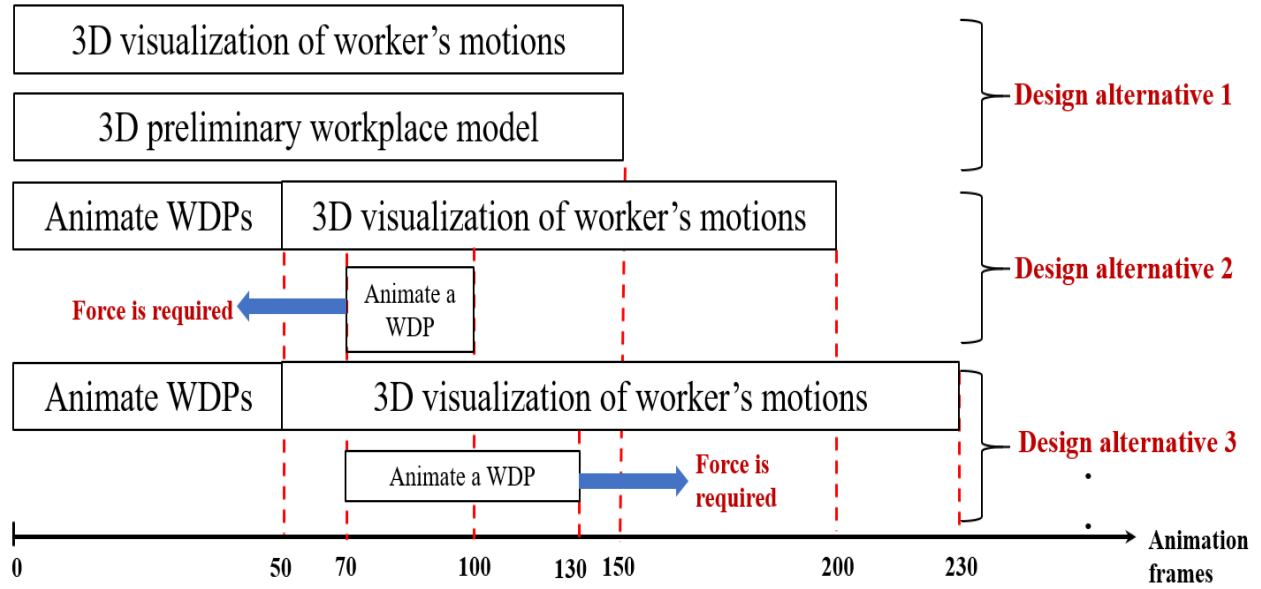 3D visualization of worker's motions
3D preliminary workplace model
Design alternative 1
Animate WDPs
3D visualization of worker's motions
Force is required
Animate a
WDP
Design alternative 2
Animate WDPs
3D visualization of worker's motions
Animate a WDP
Force is
required
Design alternative 3
0
50
70
100
130
150
200
230
Animation
frames